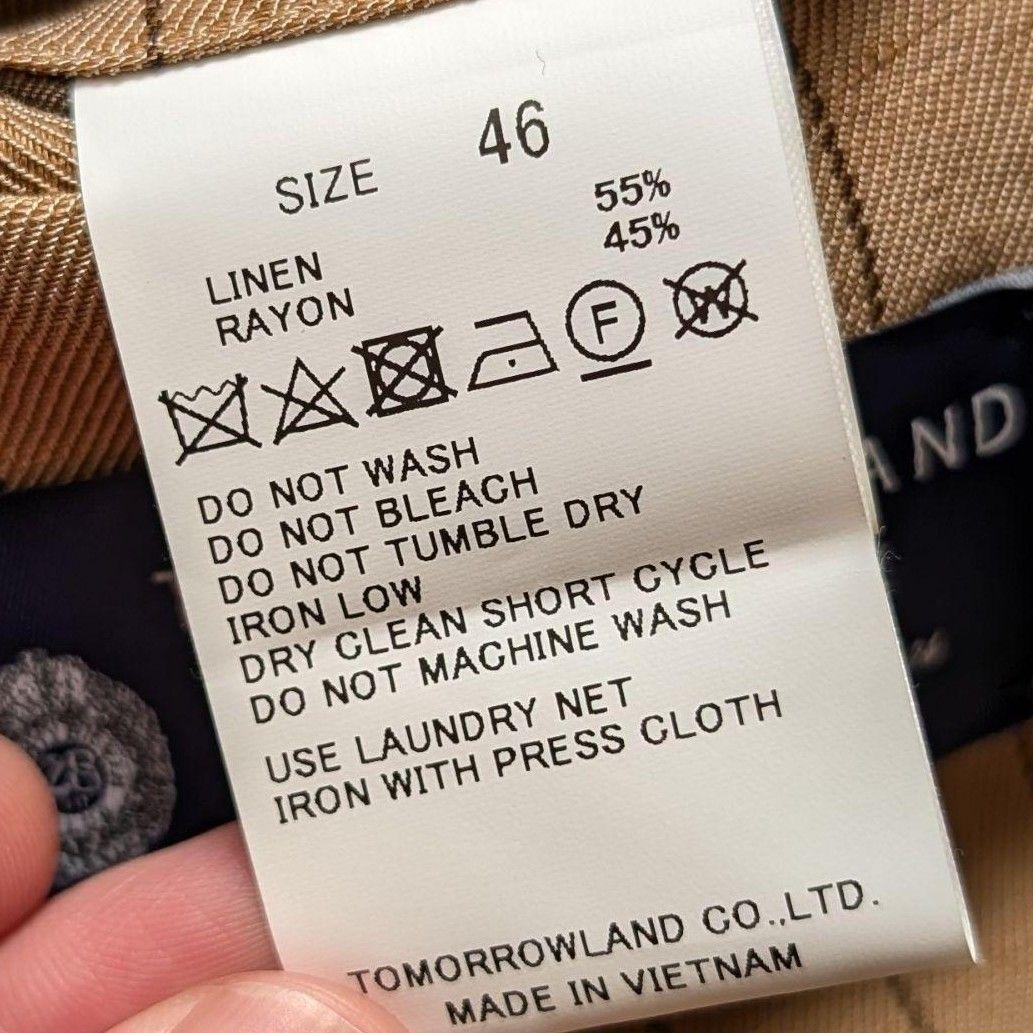 SIZE 46
LINEN 55%
RAYON 45%
F W
DO NOT WASH
DO NOT BLEACH
DO NOT TUMBLE DRY
IRON LOW
DRY CLEAN SHORT CYCLE
DO NOT MACHINE WASH
USE LAUNDRY NET
IRON WITH PRESS CLOTH
TOMORROWLAND CO.,LTD.
MADE IN VIETNAM
AND